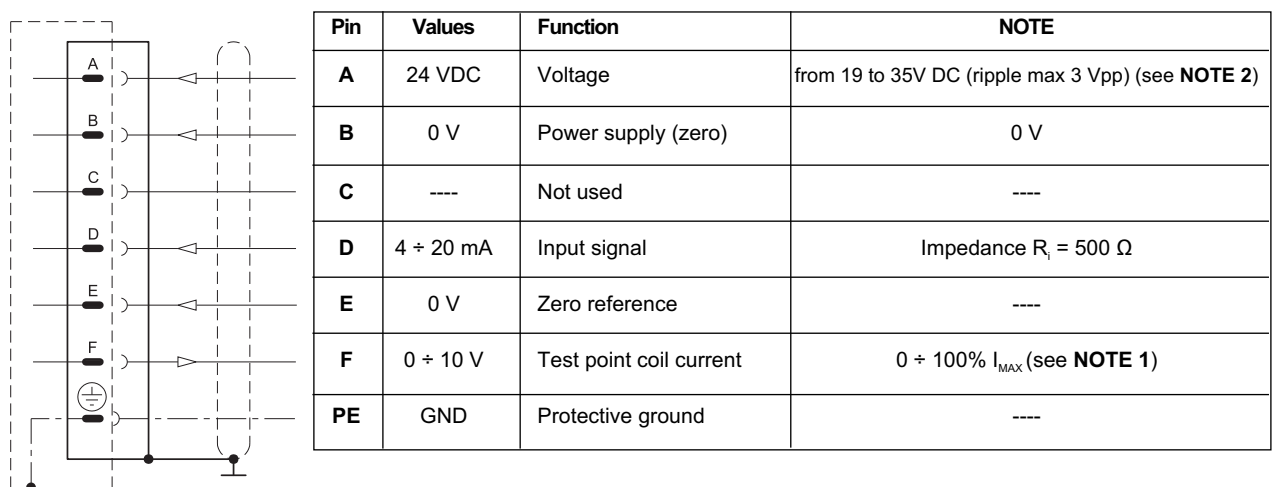 A
B
C
D
E
F
Pin Values Function NOTE
A 24 VDC Voltage from 19 to 35V DC (ripple max 3 Vpp) (see NOTE 2)
B 0 V Power supply (zero) 0 V
C ---- Not used ----
D 4 ÷ 20 mA Input signal Impedance Ri = 500 Ω
E 0 V Zero reference ----
F 0 ÷ 10 V Test point coil current 0 ÷ 100% IMAX (see NOTE 1)
PE GND Protective ground ----